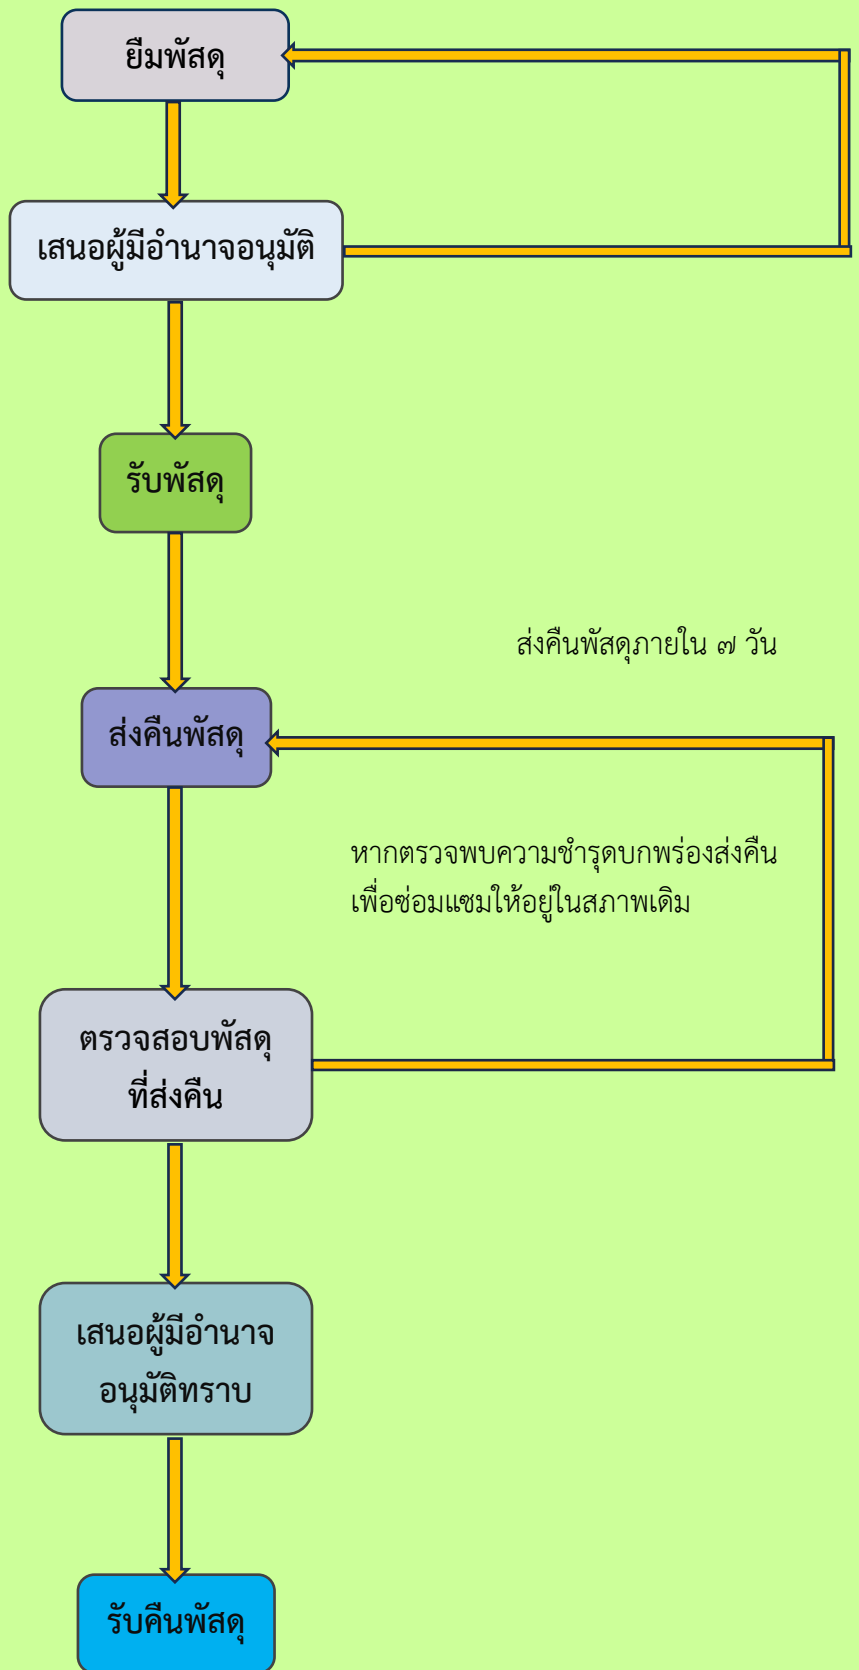 ยืมพัสดุ
เสนอผู้มีอำนาจอนุมัติ
รับพัสดุ
ส่งคืนพัสดุภายใน ๗ วัน
ส่งคืนพัสดุ
หากตรวจพบความชำรุดบกพร่องส่งคืน
เพื่อซ่อมแซมให้อยู่ในสภาพเดิม
ตรวจสอบพัสดุ
ที่ส่งคืน
เสนอผู้มีอำนาจ
อนุมัติทราบ
รับคืนพัสดุ